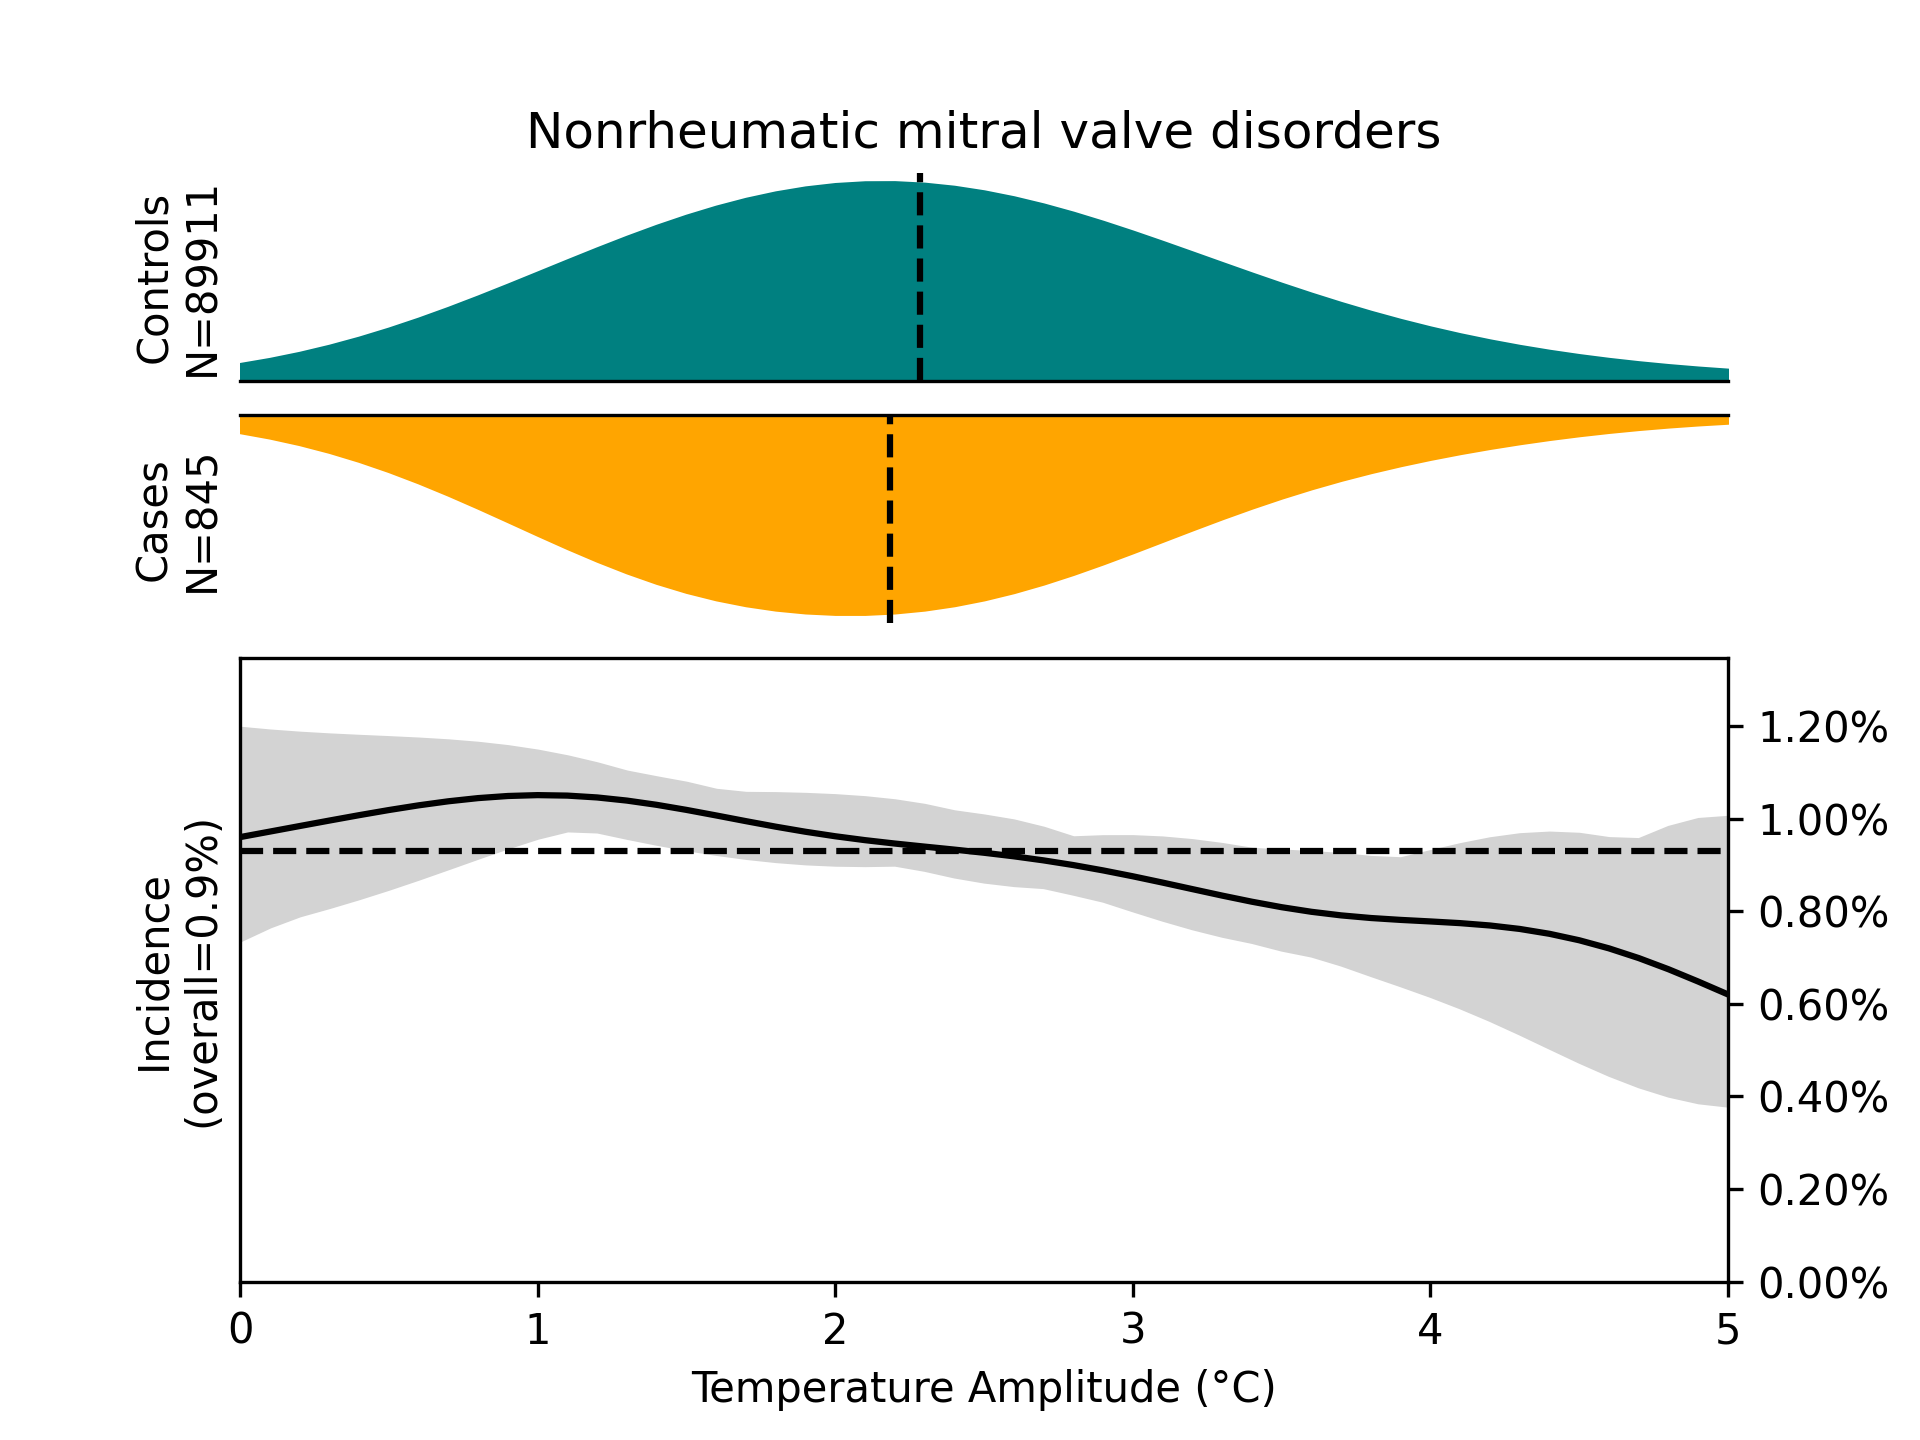 Nonrheumatic mitral valve disorders
Controls
N=89911
Cases
N=845
Incidence
(overall=0.9%)
1.20%
1.00%
0.80%
0.60%
0.40%
0.20%
0.00%
0 1 2 3 4 5
Temperature Amplitude (°C)